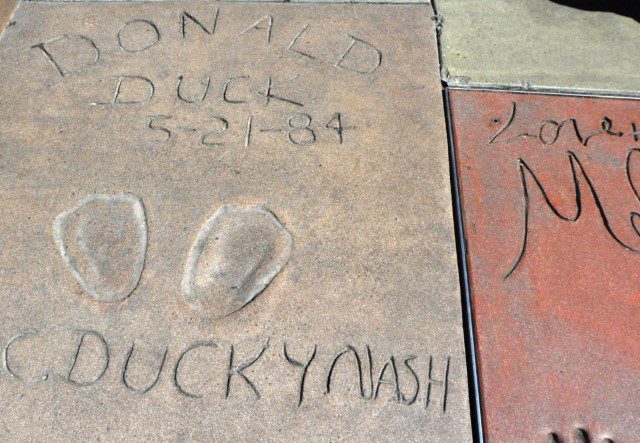 DONALD
DUCK
5-21-84
C. DUCKY NASH
Love